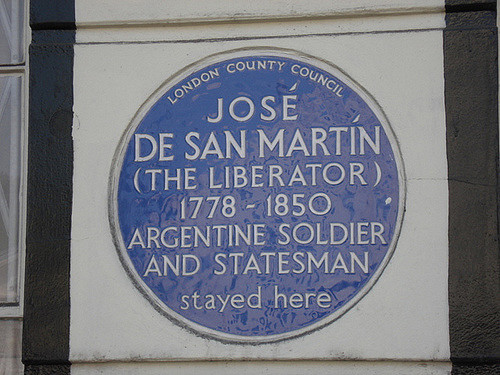 LONDON COUNTY COUNCIL
JOSÉ
DE SAN MARTÍN
(THE LIBERATOR)
1778 - 1850
ARGENTINE SOLDIER
AND STATESMAN
stayed here